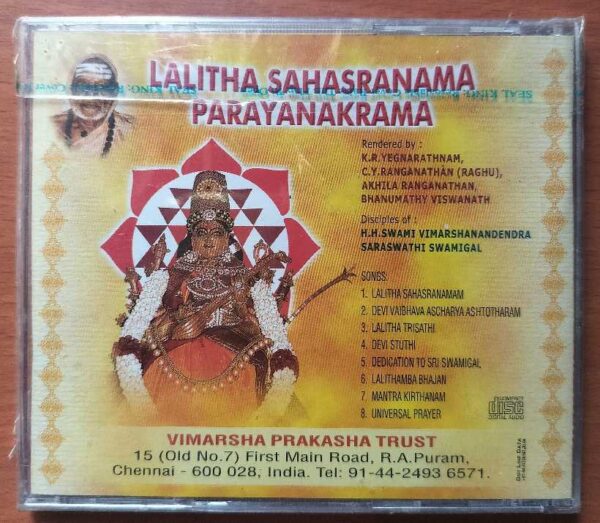 LALITHA SAHASRANAMA
PARAYANAKRAMA
Rendered by :
K.R.YEGNARATHNAM,
C.Y.RANGANATHAN (RAGHU),
AKHILA RANGANATHAN,
BHANUMATHY VISWANATH
Disciples of :
H.H.SWAMI VIMARSHANANDENDRA
SARASWATHI SWAMIGAL
SONGS:
1. LALITHA SAHASRANAMAM
2. DEVI VAIBHAVA ASCHARYA ASHTOTHARAM
3. LALITHA TRISATHI
4. DEVI STUTHI
5. DEDICATION TO SRI SWAMIGAL
6. LALITHAMBA BHAJAN
7. MANTRA KIRTHANAM
8. UNIVERSAL PRAYER
COMPACT
disc
DIGITAL AUDIO
VIMARSHA PRAKASHA TRUST
15 (Old No.7) First Main Road, R.A.Puram,
Chennai - 600 028, India. Tel: 91-44-2493 6571.